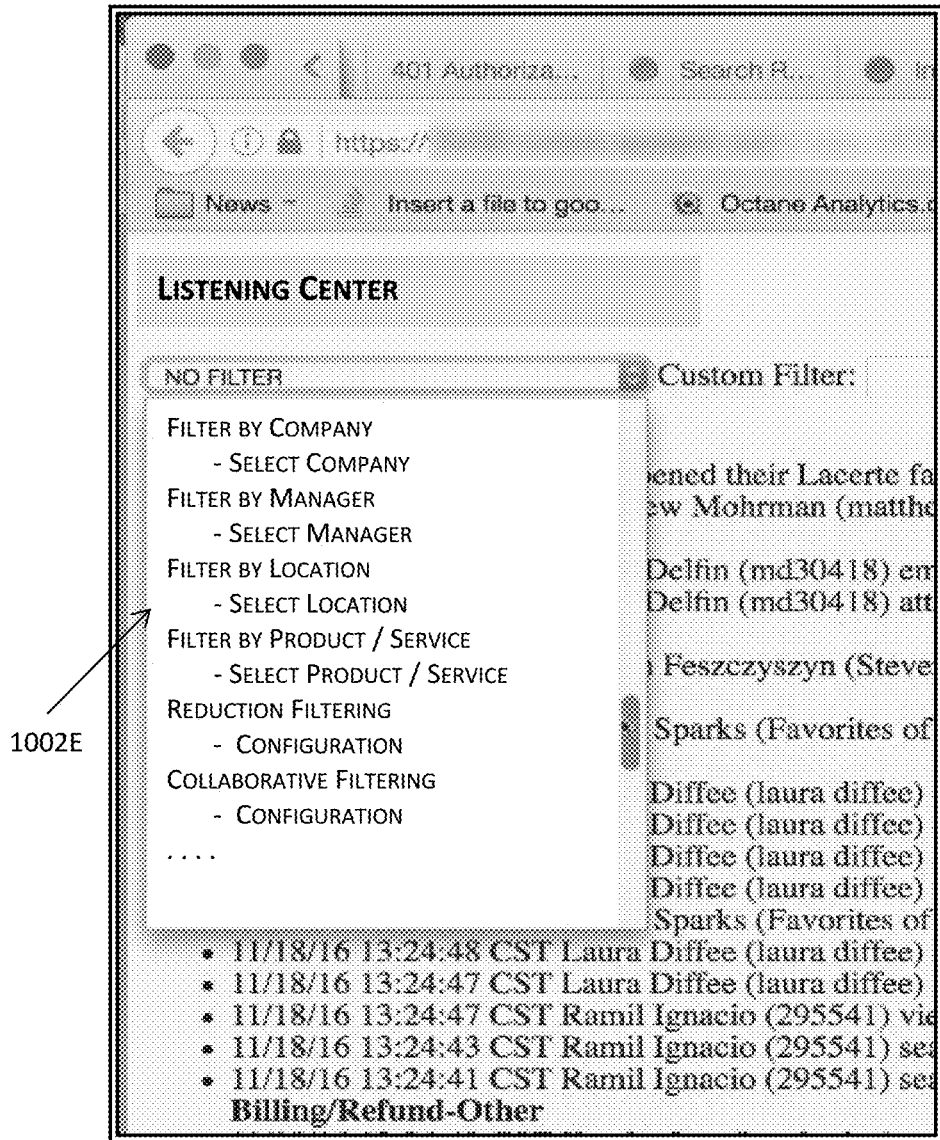 401 Authoriza... Search R... In
https://
News Insert a file to goo... Octane Analytics.c
LISTENING CENTER
NO FILTER Custom Filter:
FILTER BY COMPANY
- SELECT COMPANY
FILTER BY MANAGER
- SELECT MANAGER
FILTER BY LOCATION
- SELECT LOCATION
FILTER BY PRODUCT / SERVICE
- SELECT PRODUCT / SERVICE
REDUCTION FILTERING
- CONFIGURATION
COLLABORATIVE FILTERING
- CONFIGURATION
. . . .
1002E
ened their Lacerte fa
ew Mohrman (matthe
Delfin (md30418) em
Delfin (md30418) att
Feszczyszyn (Steve
Sparks (Favorites of
Diffee (laura diffee)
Diffee (laura diffee)
Diffee (laura diffee)
Diffee (laura diffee)
Sparks (Favorites of
• 11/18/16 13:24:48 CST Laura Diffee (laura diffee)
• 11/18/16 13:24:47 CST Laura Diffee (laura diffee)
• 11/18/16 13:24:47 CST Ramil Ignacio (295541) vie
• 11/18/16 13:24:43 CST Ramil Ignacio (295541) sea
• 11/18/16 13:24:41 CST Ramil Ignacio (295541) sea
Billing/Refund-Other